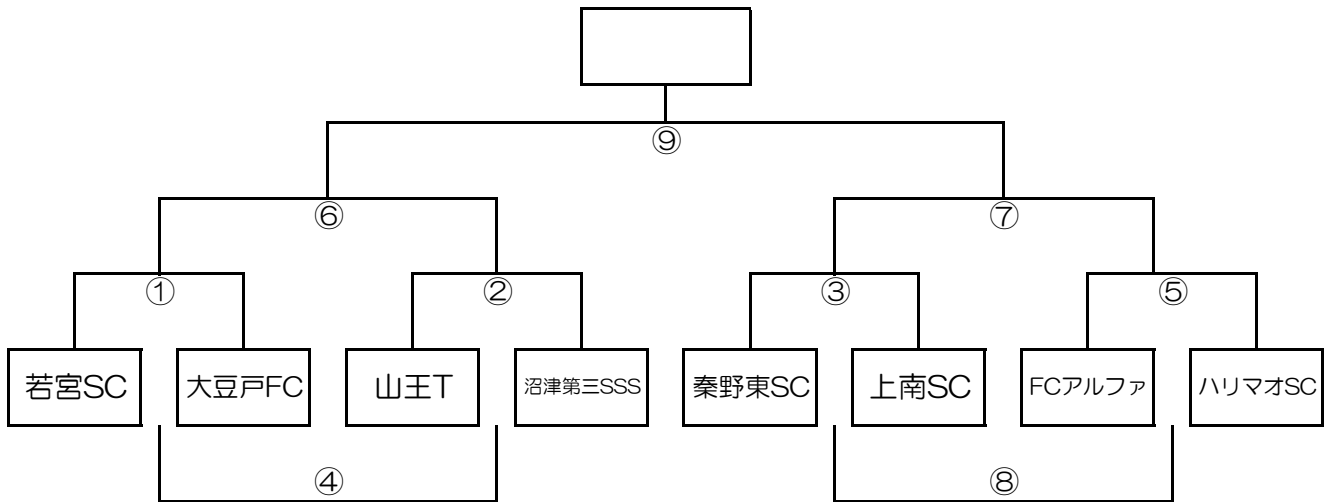 ⑨
⑥
⑦
①
②
③
⑤
若宮SC
大豆戸FC
山王T
沼津第三SSS
秦野東SC
上南SC
FCアルファ
ハリマオSC
④
⑧